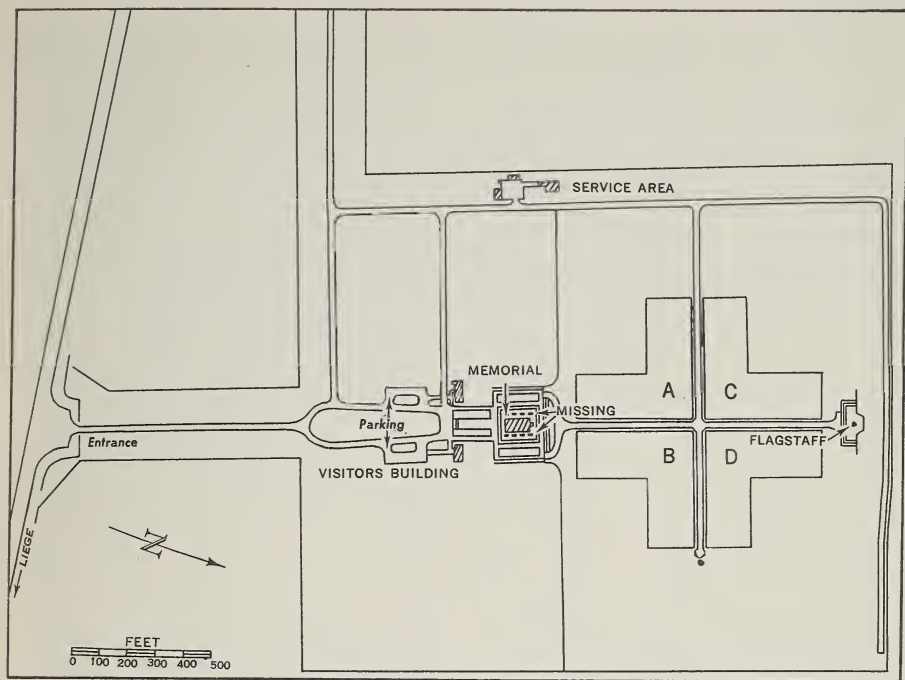 SERVICE AREA
MEMORIAL
MISSING
A
C
Parking
Entrance
FLAGSTAFF
B
D
VISITORS BUILDING
LIEGE
N
FEET
0 100 200 300 400 500